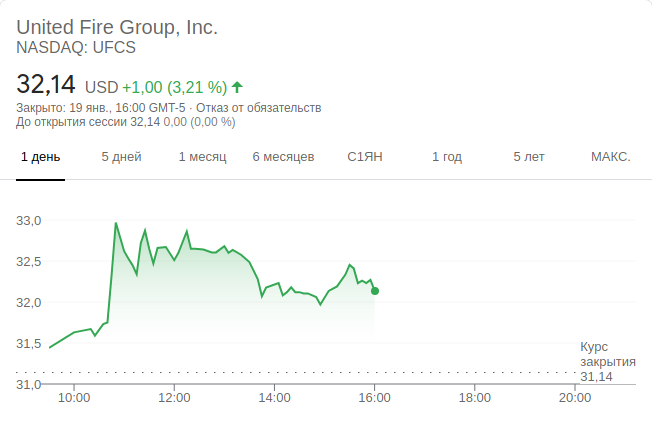 United Fire Group, Inc.
NASDAQ: UFCS
32,14 USD +1,00 (3,21 %)
Закрыто: 19 янв., 16:00 GMT-5 · Отказ от обязательств
До открытия сессии 32,14 0,00 (0,00 %)
1 день 5 дней 1 месяц 6 месяцев С1ЯН 1 год 5 лет МАКС.
33,0
32,5
32,0
31,5
31,0
Курс
закрытия
31,14
10:00 12:00 14:00 16:00 18:00 20:00